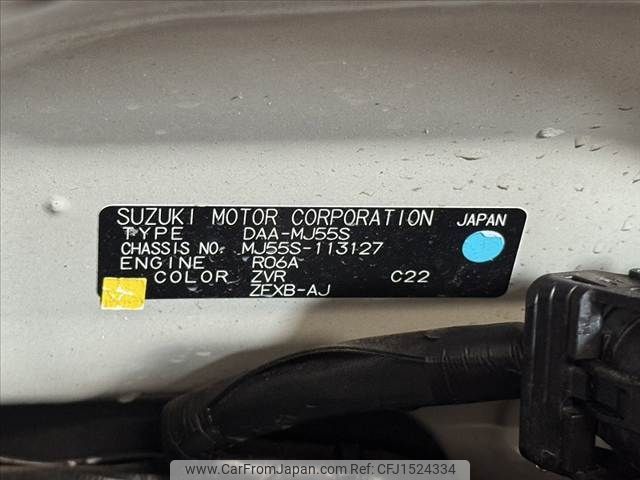 SUZUKI MOTOR CORPORATION JAPAN
TYPE DAA-MJ55S
CHASSIS NO. MJ55S-113127
ENGINE R06A
COLOR ZVR C22
ZFXB-AJ
www.CarFromJapan.com - CFJ1524334